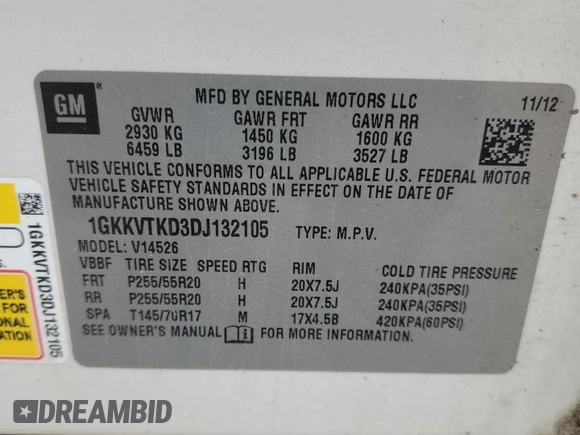 GM
MFD BY GENERAL MOTORS LLC 11/12
GVWR GAWR FRT GAWR RR
2930 KG 1450 KG 1600 KG
6459 LB 3196 LB 3527 LB
THIS VEHICLE CONFORMS TO ALL APPLICABLE U.S. FEDERAL MOTOR
VEHICLE SAFETY STANDARDS IN EFFECT ON THE DATE OF
MANUFACTURE SHOWN ABOVE.
1GKKVTKD3DJ132105 TYPE: M.P.V.
MODEL: V14526
VBBF TIRE SIZE SPEED RTG RIM COLD TIRE PRESSURE
FRT P255/55R20 H 20X7.5J 240KPA(35PSI)
RR P255/55R20 H 20X7.5J 240KPA(35PSI)
SPA T145/70R17 M 17X4.5B 420KPA(60PSI)
SEE OWNER'S MANUAL FOR MORE INFORMATION.
1GKKVTKD3DJ132105
NER'S
FOR
ONAL
ATION
DREAMBID